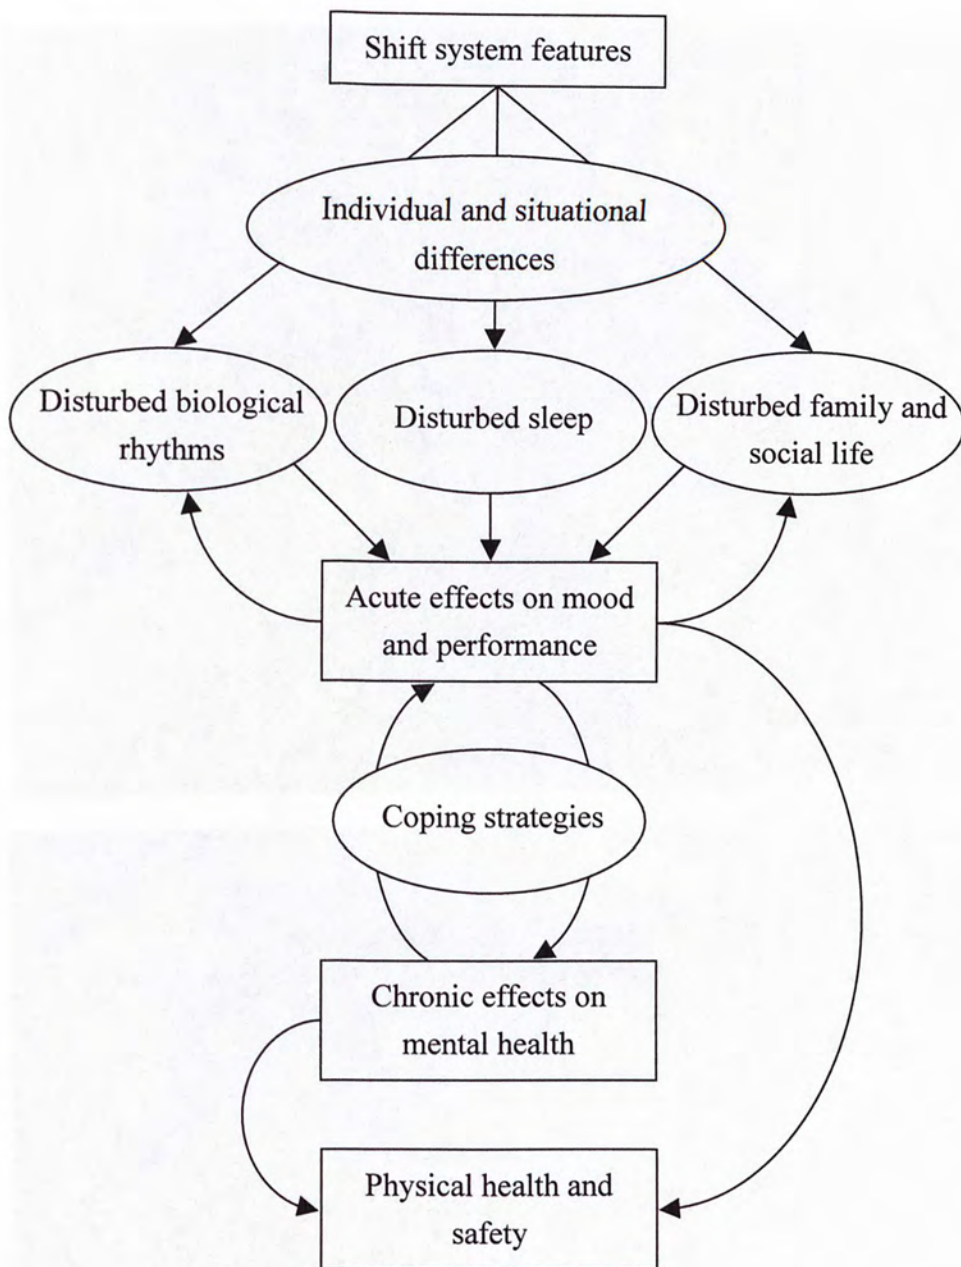 Shift system features
Individual and situational
differences
Disturbed biological
rhythms
Disturbed sleep
Disturbed family and
social life
Acute effects on mood
and performance
Coping strategies
Chronic effects on
mental health
Physical health and
safety